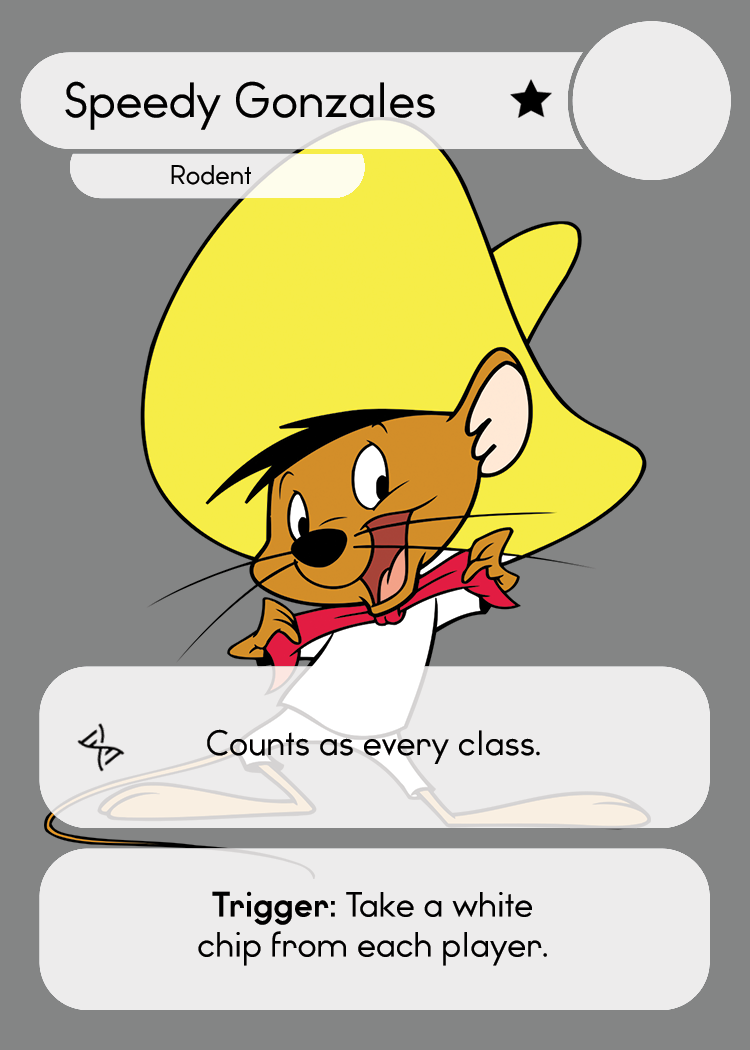 Speedy Gonzales
Rodent
Counts as every class.
Trigger: Take a white
chip from each player.